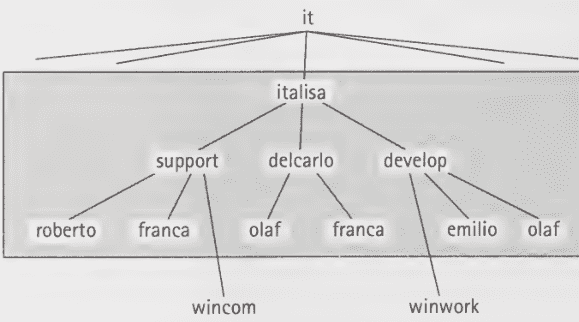 it
italisa
support delcarlo develop
roberto franca olaf franca emilio olaf
wincom winwork